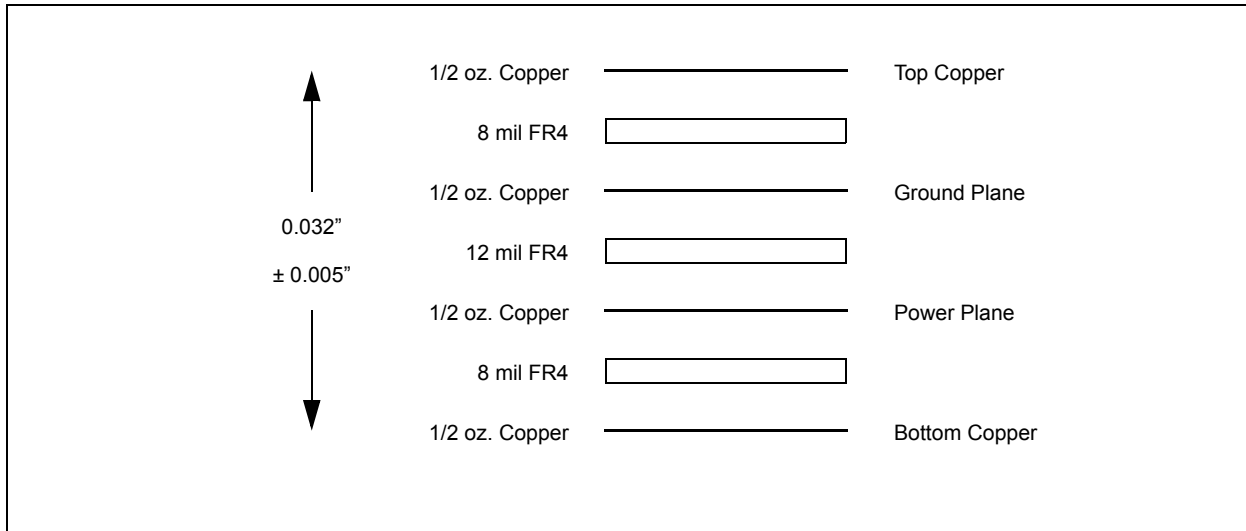 1/2 oz. Copper Top Copper
8 mil FR4
1/2 oz. Copper Ground Plane
0.032”
12 mil FR4
± 0.005”
1/2 oz. Copper Power Plane
8 mil FR4
1/2 oz. Copper Bottom Copper